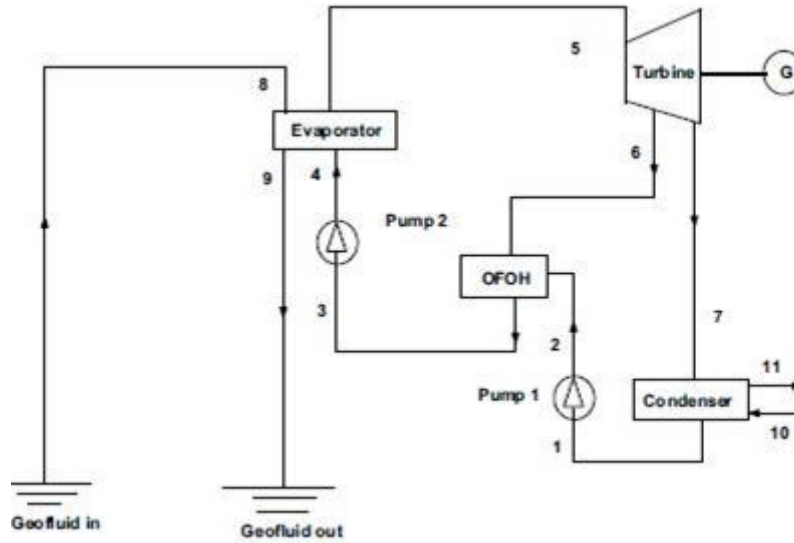 5
Turbine
G
8
Evaporator
6
9
4
Pump 2
OFOH
3
2
7
11
Pump 1
Condenser
10
1
Geofluid in
Geofluid out